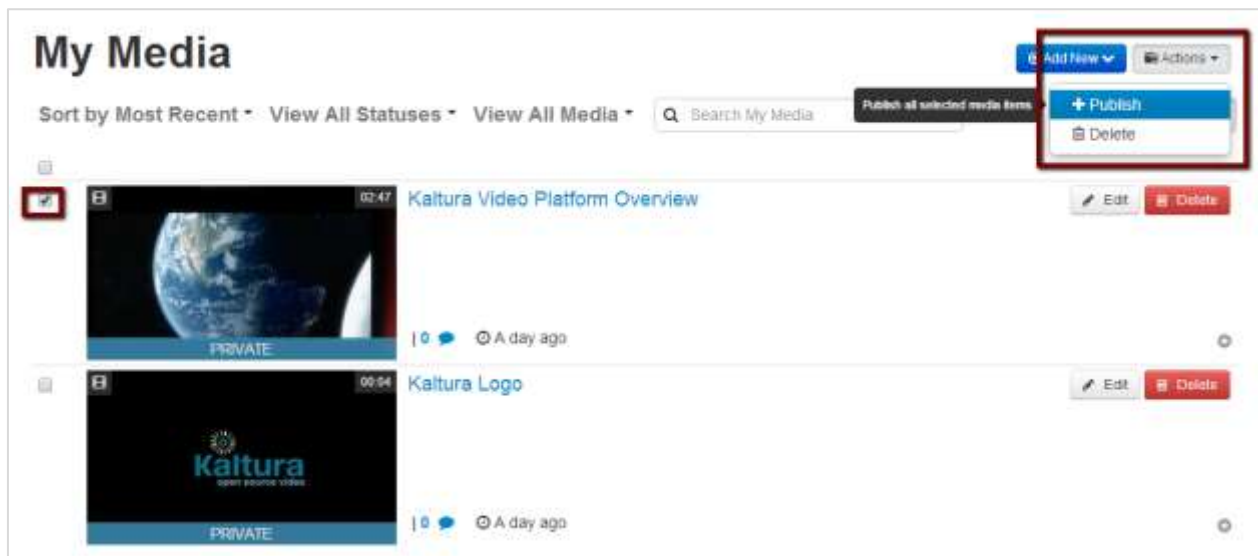 My Media
Add New
Actions
Sort by Most Recent View All Statuses View All Media Search My Media
Publish all selected media items
+ Publish
Delete
02:47
Kaltura Video Platform Overview
Edit Delete
PRIVATE
| 0 A day ago
00:04
Kaltura Logo
Edit Delete
Kaltura
open source video
PRIVATE
| 0 A day ago